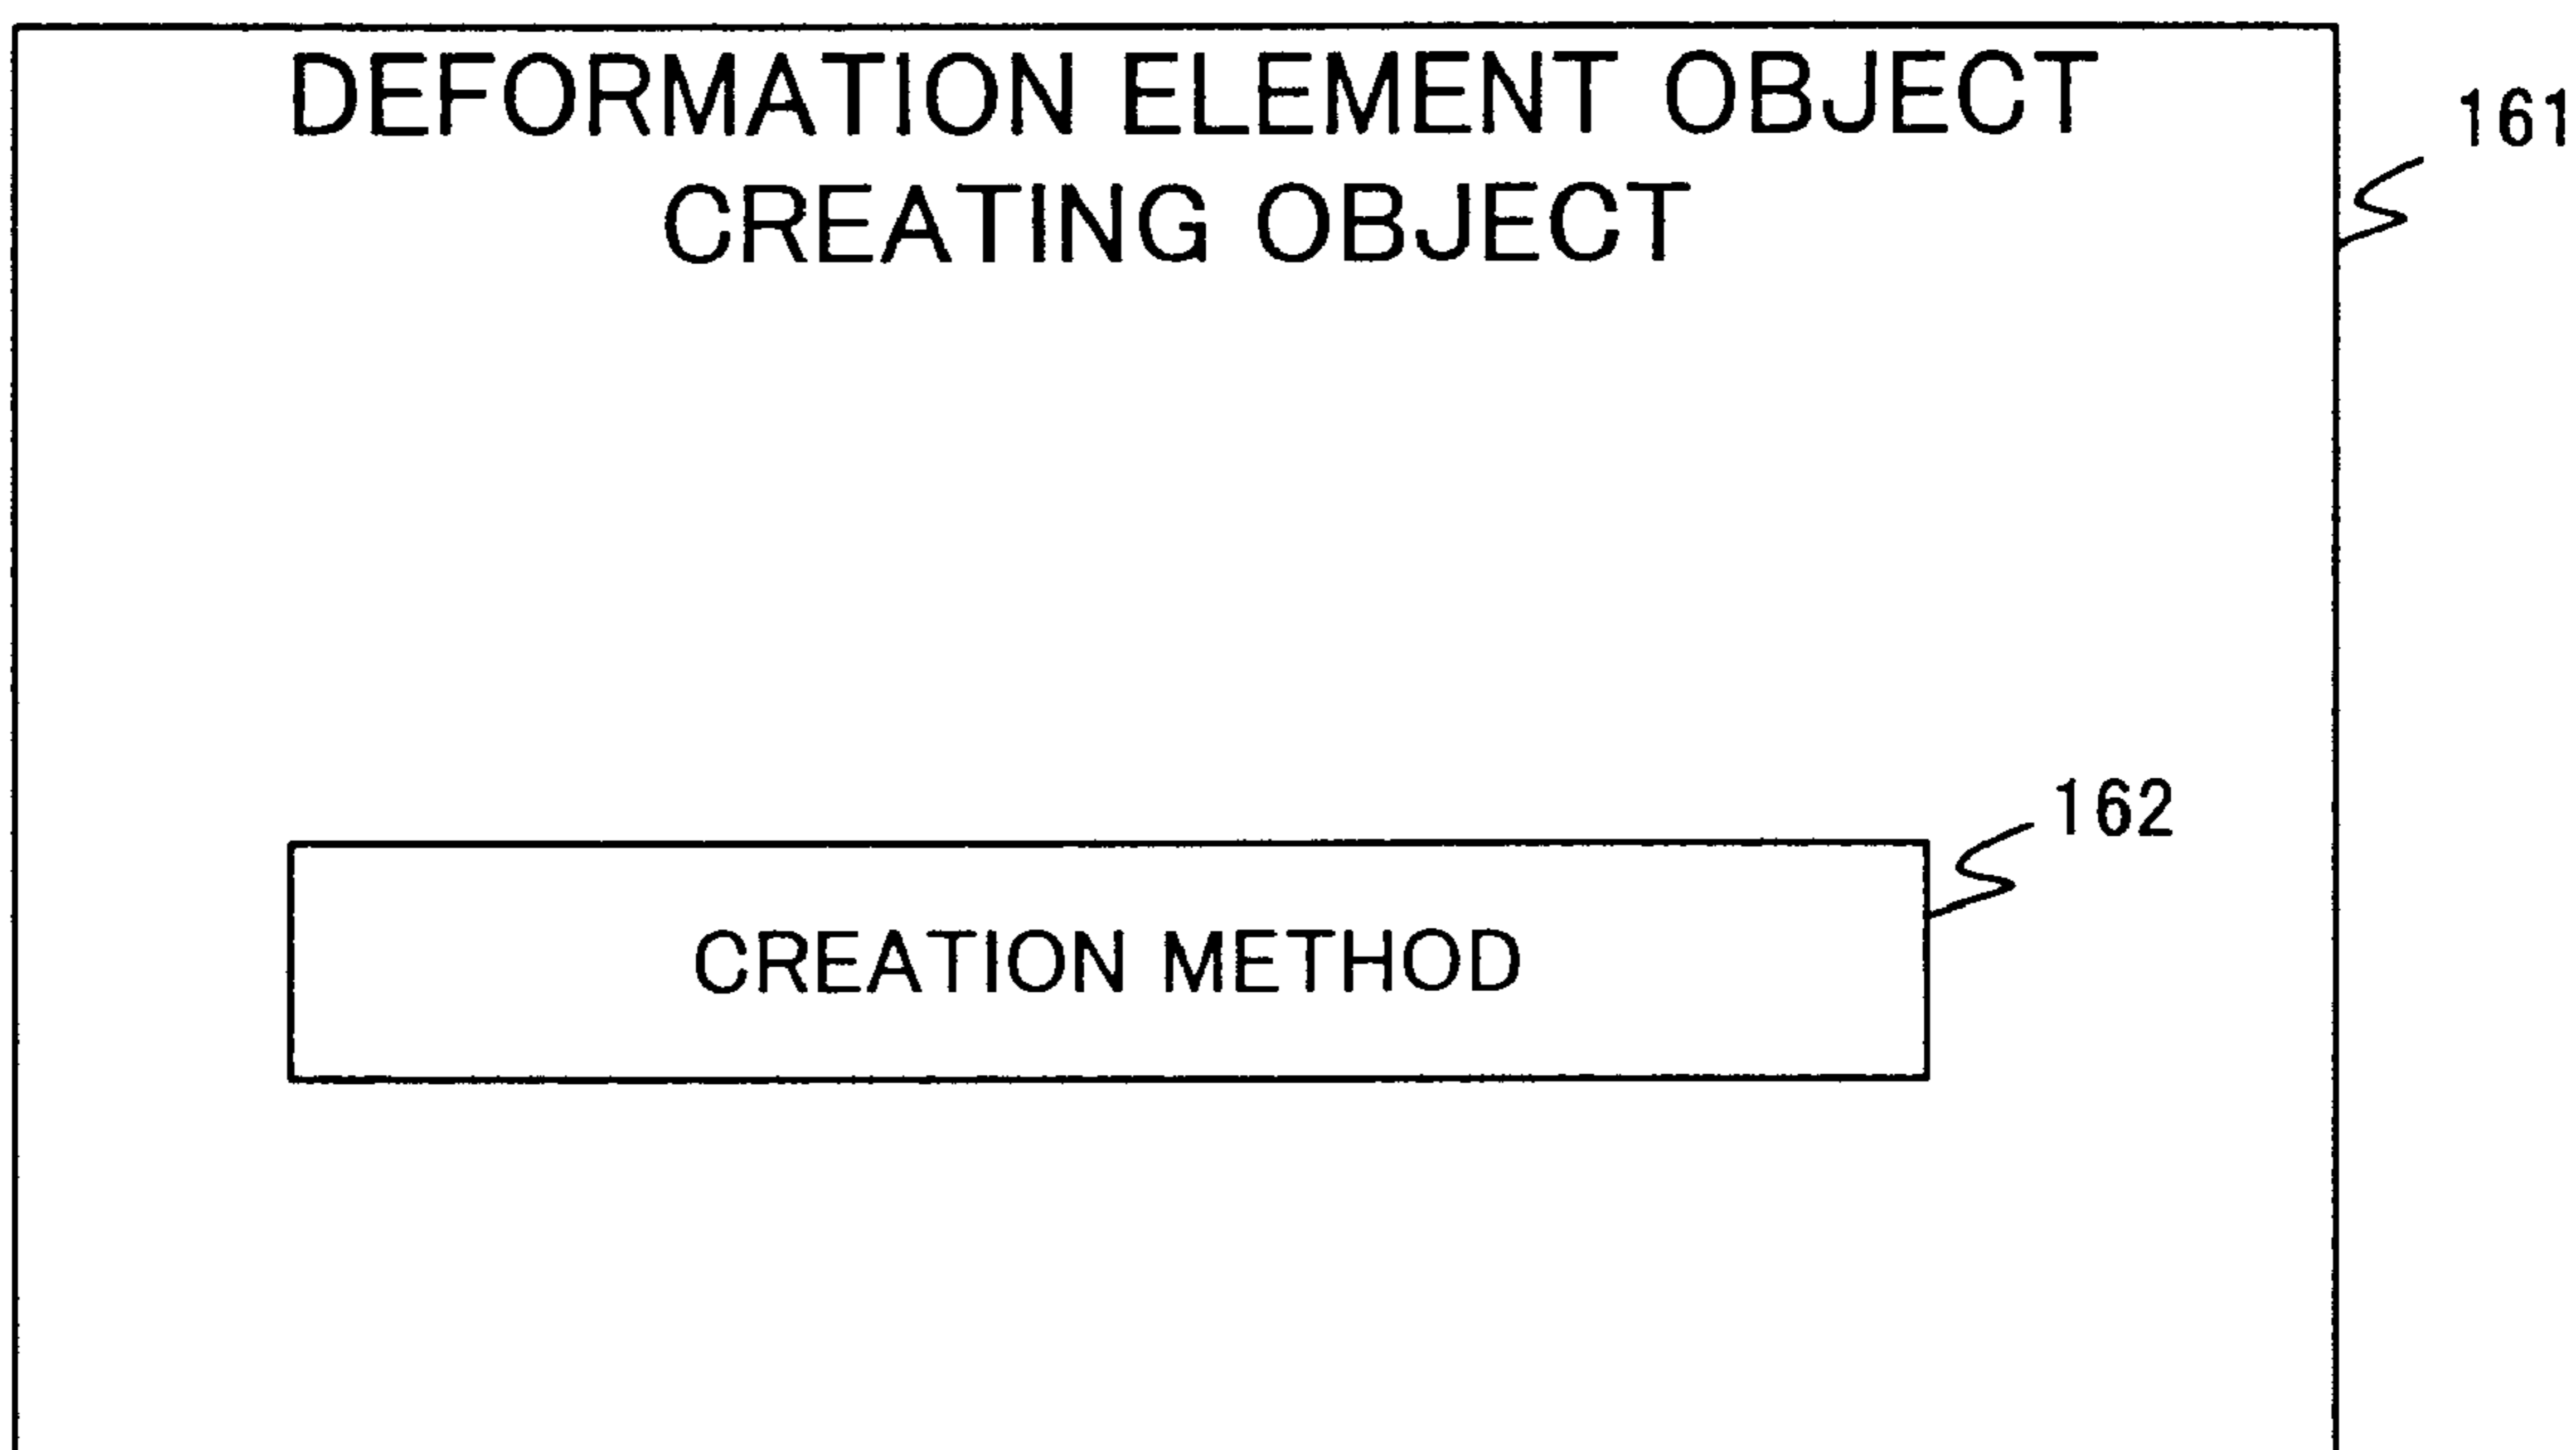 DEFORMATION ELEMENT OBJECT
CREATING OBJECT
161
162
CREATION METHOD